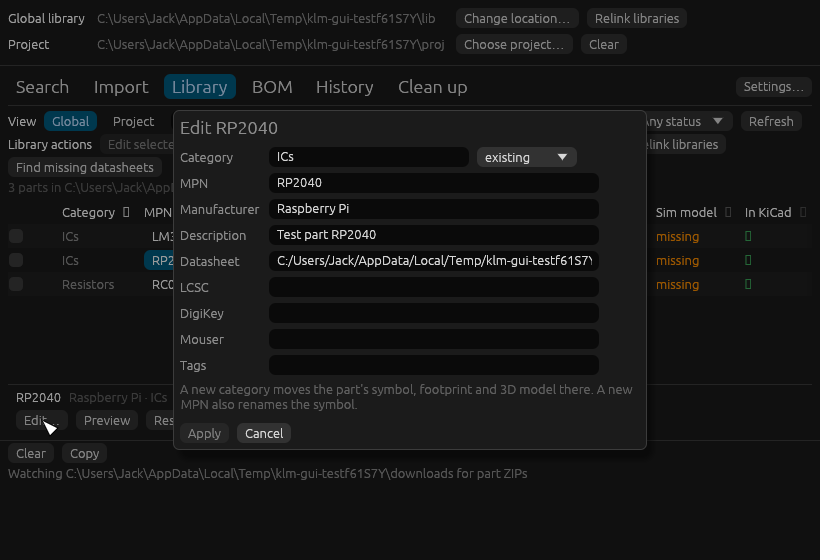 Global library C:\Users\Jack\AppData\Local\Temp\klm-gui-testf61S7Y\lib Change location... Relink libraries
Project C:\Users\Jack\AppData\Local\Temp\klm-gui-testf61S7Y\proj Choose project... Clear
Search Import Library BOM History Clean up Settings...
View Global Project Any status Refresh
Library actions Edit selecte elink libraries
Find missing datasheets
3 parts in C:\Users\Jack\App
Category MPN Sim model In KiCad
ICs LM3 missing
ICs RP2 missing
Resistors RC0 missing
Edit RP2040
Category ICs existing
MPN RP2040
Manufacturer Raspberry Pi
Description Test part RP2040
Datasheet C:/Users/Jack/AppData/Local/Temp/klm-gui-testf61S7Y
LCSC
DigiKey
Mouser
Tags
A new category moves the part's symbol, footprint and 3D model there. A new
MPN also renames the symbol.
Apply Cancel
RP2040 Raspberry Pi · ICs
Edit... Preview Res
Clear Copy
Watching C:\Users\Jack\AppData\Local\Temp\klm-gui-testf61S7Y\downloads for part ZIPs